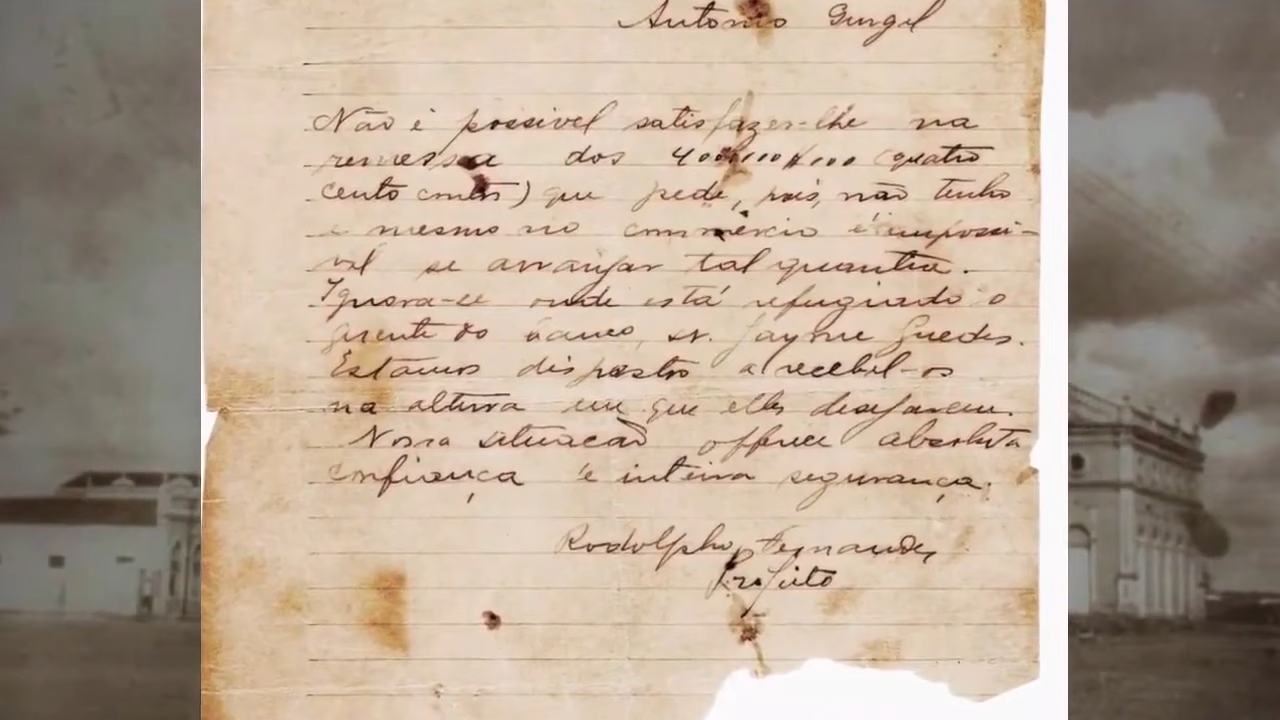 Antonio Gurgel
Não é possivel satisfazer-lhe na
remessa dos 400.000$000 (quatro
cento contos) que pede, pois, não tenho
e mesmo no commércio é impossi-
vel se arranjar tal quantia.
Ignora-se onde está refugiado o
gerente do banco, sr. Jayme Guedes.
Estamos dispostos a recebel-os
na altura em que elles desejarem.
Nossa situacão offerece absoluta
confiança e inteira segurança.
Rodolpho Fernandes
Prefeito